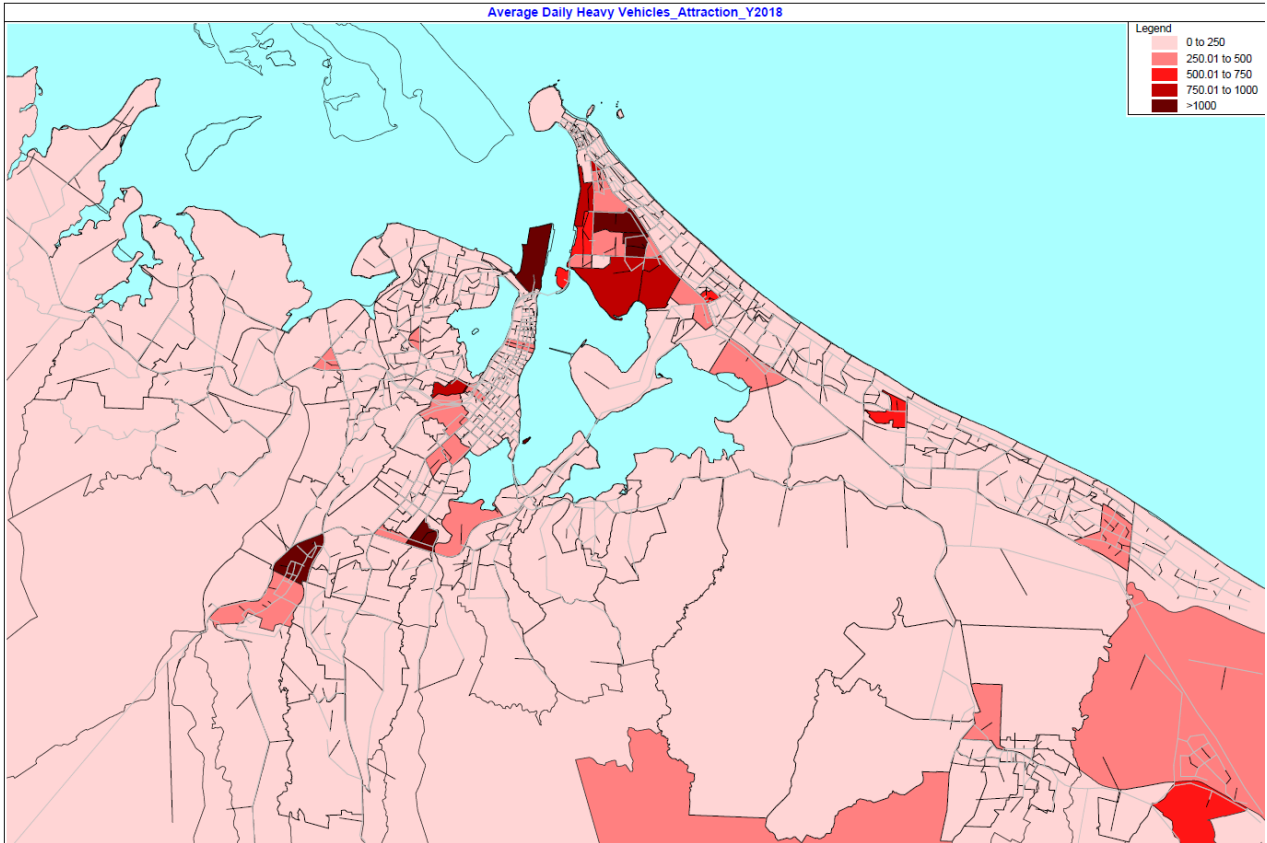 Average Daily Heavy Vehicles_Attraction_Y2018
Legend
0 to 250
250.01 to 500
500.01 to 750
750.01 to 1000
>1000